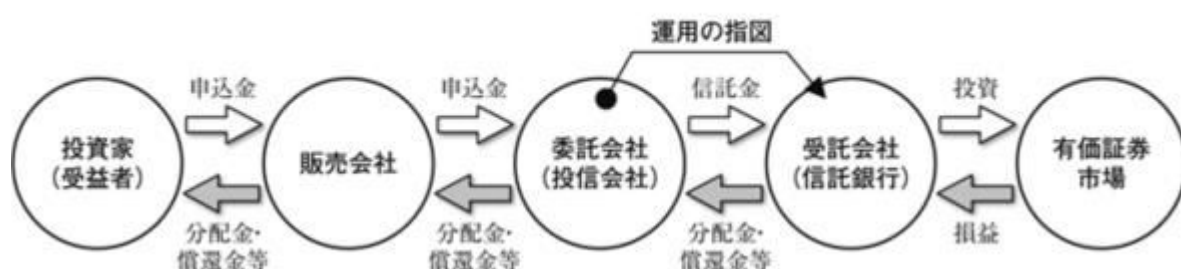 運用の指図
申込金
申込金
信託金
投資
投資家
(受益者)
販売会社
委託会社
(投信会社)
受託会社
(信託銀行)
有価証券
市場
分配金・
償還金等
分配金・
償還金等
分配金・
償還金等
損益